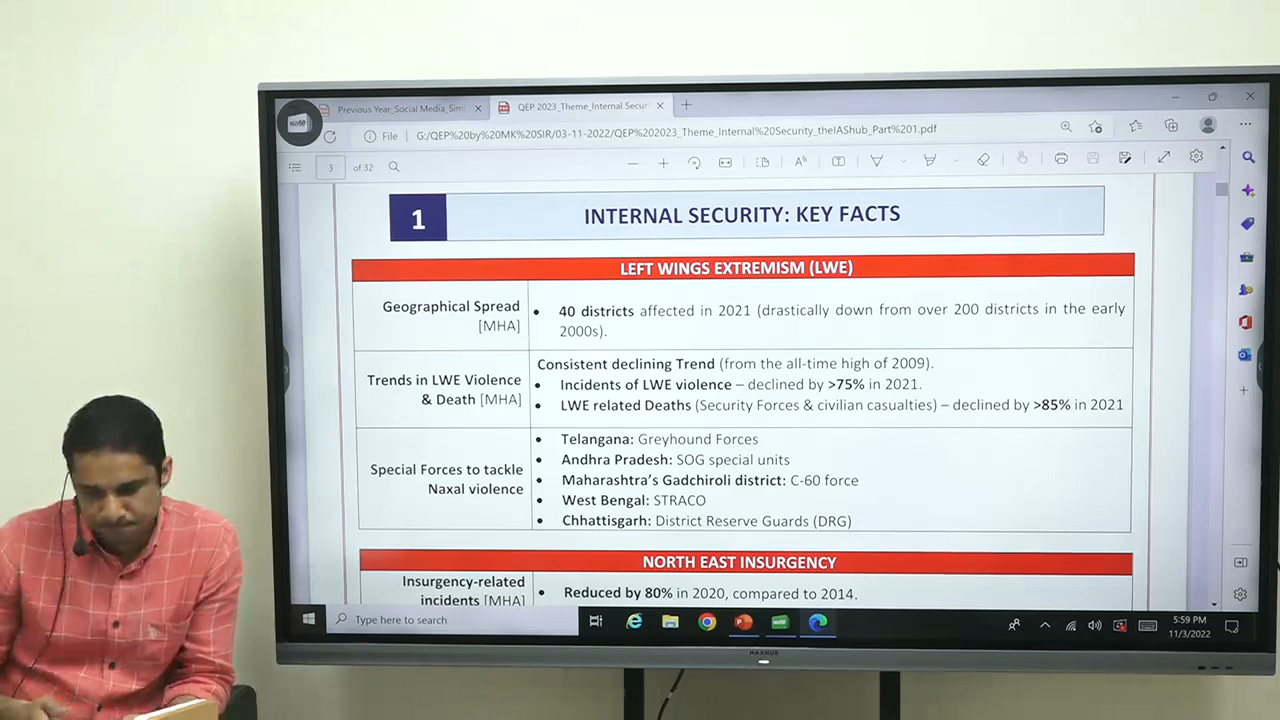 Note
Previous Year_Social Media_Sim
QEP 2023_Theme_Internal Secur
File
G:/QEP%20by%20MK%20SIR/03-11-2022/QEP%202023_Theme_Internal%20Security_theIAShub_Part%201.pdf
3 of 32
1
INTERNAL SECURITY: KEY FACTS
LEFT WINGS EXTREMISM (LWE)
Geographical Spread
[MHA]
• 40 districts affected in 2021 (drastically down from over 200 districts in the early
2000s).
Trends in LWE Violence
& Death [MHA]
Consistent declining Trend (from the all-time high of 2009).
• Incidents of LWE violence – declined by >75% in 2021.
• LWE related Deaths (Security Forces & civilian casualties) – declined by >85% in 2021
Special Forces to tackle
Naxal violence
• Telangana: Greyhound Forces
• Andhra Pradesh: SOG special units
• Maharashtra's Gadchiroli district: C-60 force
• West Bengal: STRACO
• Chhattisgarh: District Reserve Guards (DRG)
NORTH EAST INSURGENCY
Insurgency-related
incidents [MHA]
• Reduced by 80% in 2020, compared to 2014.
Type here to search
5:59 PM
11/3/2022
MAXHUB